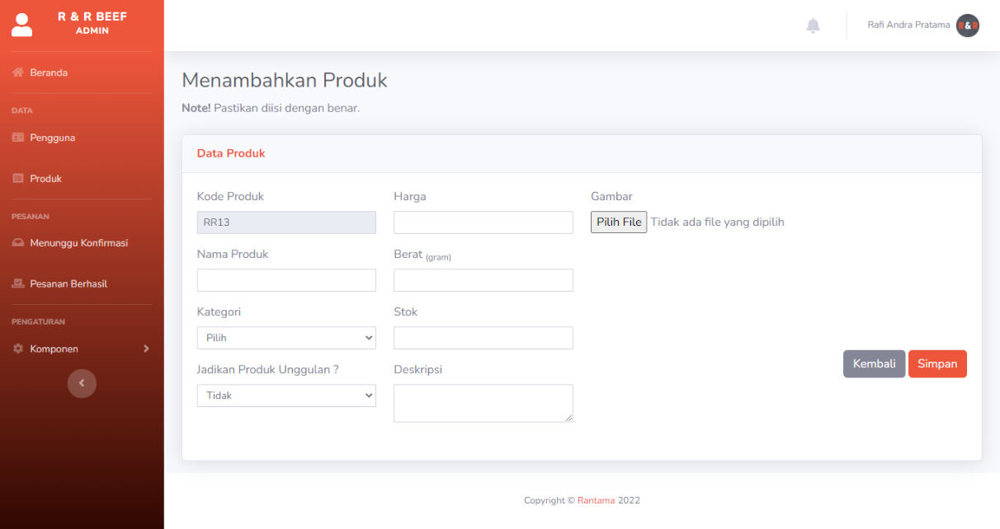 R & R BEEF
ADMIN
Beranda
DATA
Pengguna
Produk
PESANAN
Menunggu Konfirmasi
Pesanan Berhasil
PENGATURAN
Komponen
Rafi Andra Pratama
R&R
Menambahkan Produk
Note! Pastikan diisi dengan benar.
Data Produk
Kode Produk
RR13
Nama Produk
Kategori
Pilih
Jadikan Produk Unggulan ?
Tidak
Harga
Berat (gram)
Stok
Deskripsi
Gambar
Pilih File Tidak ada file yang dipilih
Kembali Simpan
Copyright © Rantama 2022